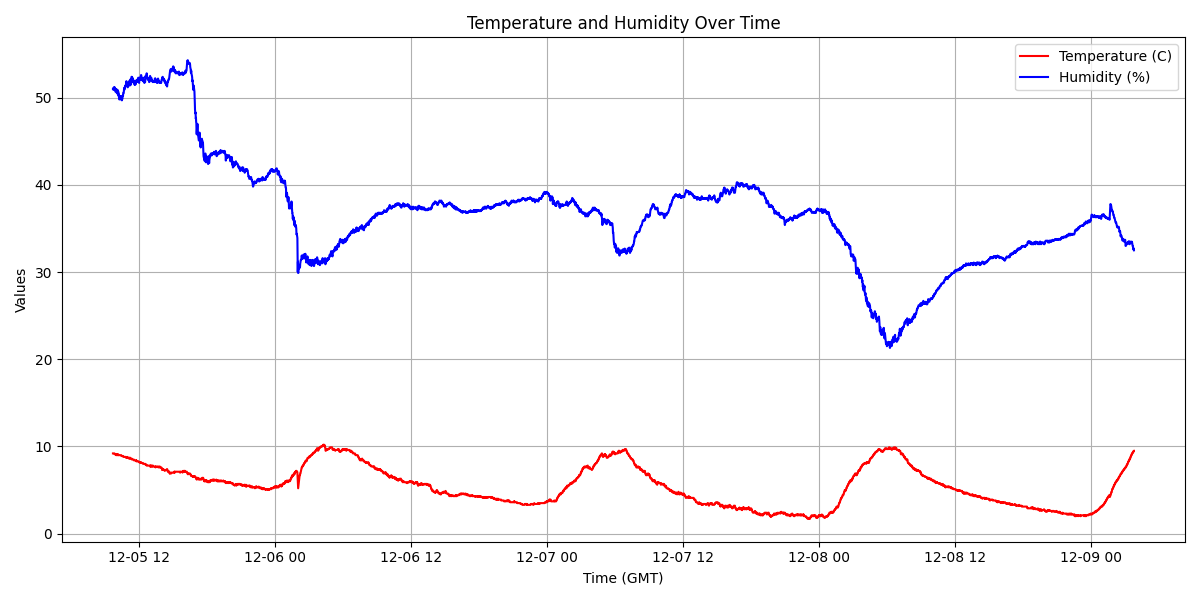 Temperature and Humidity Over Time
Temperature (C)
Humidity (%)
Values
50
40
30
20
10
0
12-05 12
12-06 00
12-06 12
12-07 00
12-07 12
12-08 00
12-08 12
12-09 00
Time (GMT)